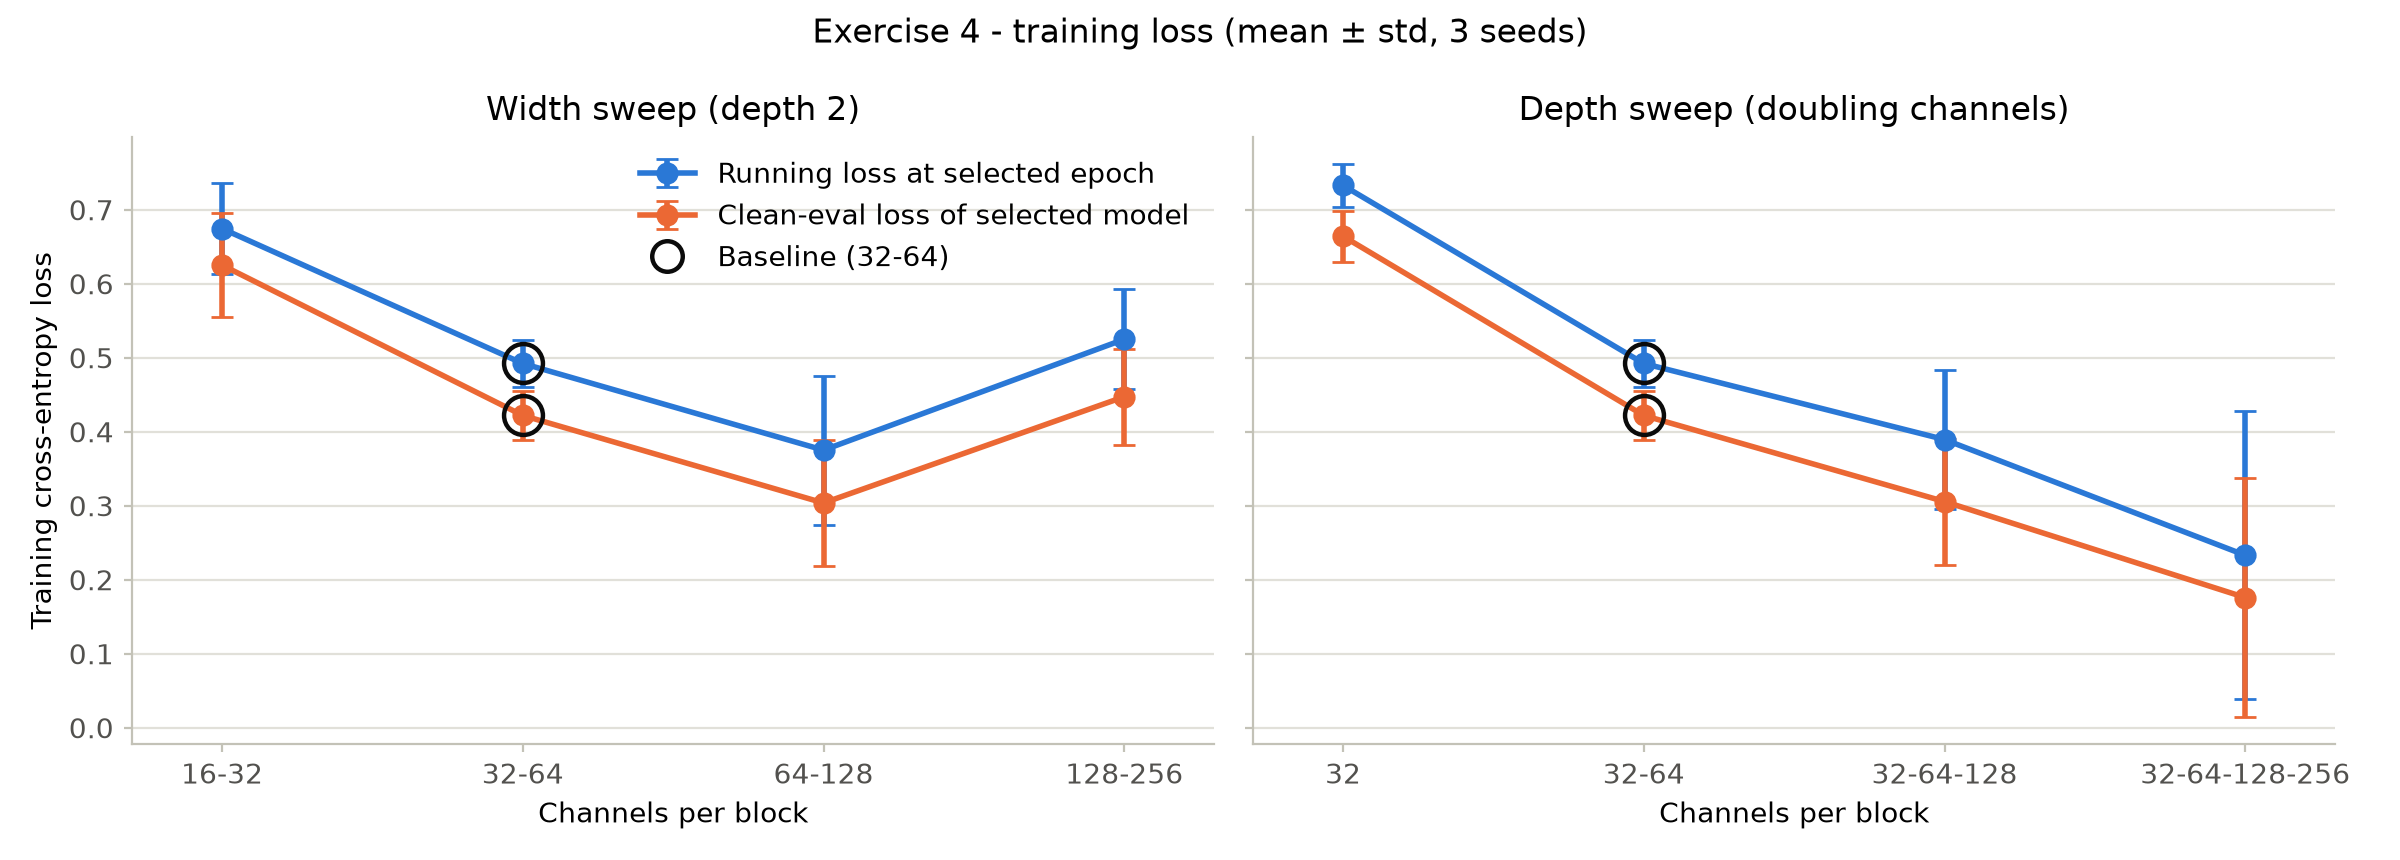 Exercise 4 - training loss (mean ± std, 3 seeds)
Width sweep (depth 2)
Running loss at selected epoch
Clean-eval loss of selected model
Baseline (32-64)
Training cross-entropy loss
0.7
0.6
0.5
0.4
0.3
0.2
0.1
0.0
16-32
32-64
64-128
128-256
Channels per block
Depth sweep (doubling channels)
32
32-64
32-64-128
32-64-128-256
Channels per block